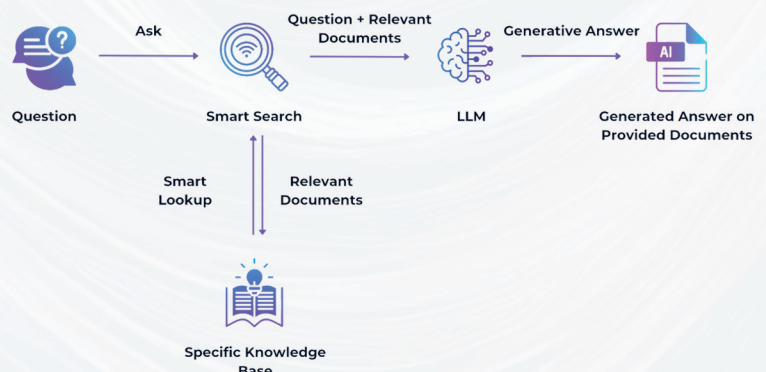 Ask
Question + Relevant
Documents
Generative Answer
?
AI
Question
Smart Search
LLM
Generated Answer on
Provided Documents
Smart
Lookup
Relevant
Documents
Specific Knowledge
Base